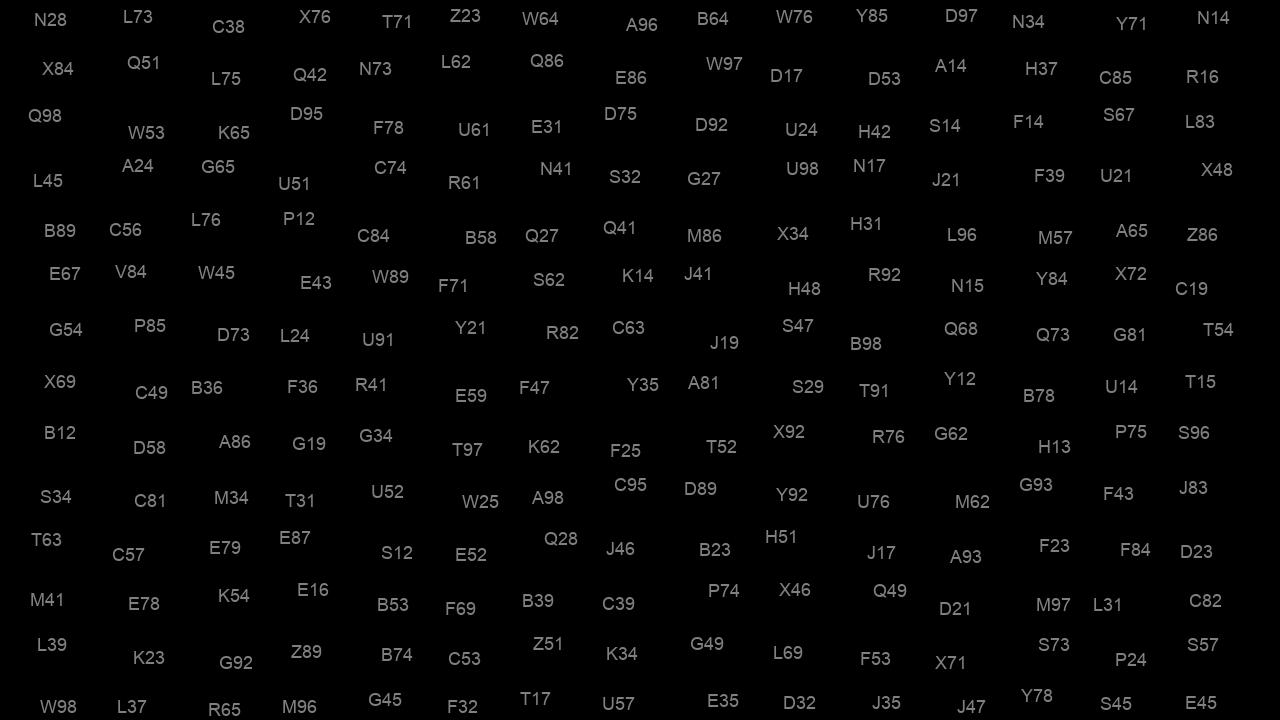 N28 L73 C38 X76 T71 Z23 W64 A96 B64 W76 Y85 D97 N34 Y71 N14
X84 Q51 L75 Q42 N73 L62 Q86 E86 W97 D17 D53 A14 H37 C85 R16
Q98 W53 K65 D95 F78 U61 E31 D75 D92 U24 H42 S14 F14 S67 L83
L45 A24 G65 U51 C74 R61 N41 S32 G27 U98 N17 J21 F39 U21 X48
B89 C56 L76 P12 C84 B58 Q27 Q41 M86 X34 H31 L96 M57 A65 Z86
E67 V84 W45 E43 W89 F71 S62 K14 J41 H48 R92 N15 Y84 X72 C19
G54 P85 D73 L24 U91 Y21 R82 C63 J19 S47 B98 Q68 Q73 G81 T54
X69 C49 B36 F36 R41 E59 F47 Y35 A81 S29 T91 Y12 B78 U14 T15
B12 D58 A86 G19 G34 T97 K62 F25 T52 X92 R76 G62 H13 P75 S96
S34 C81 M34 T31 U52 W25 A98 C95 D89 Y92 U76 M62 G93 F43 J83
T63 C57 E79 E87 S12 E52 Q28 J46 B23 H51 J17 A93 F23 F84 D23
M41 E78 K54 E16 B53 F69 B39 C39 P74 X46 Q49 D21 M97 L31 C82
L39 K23 G92 Z89 B74 C53 Z51 K34 G49 L69 F53 X71 S73 P24 S57
W98 L37 R65 M96 G45 F32 T17 U57 E35 D32 J35 J47 Y78 S45 E45